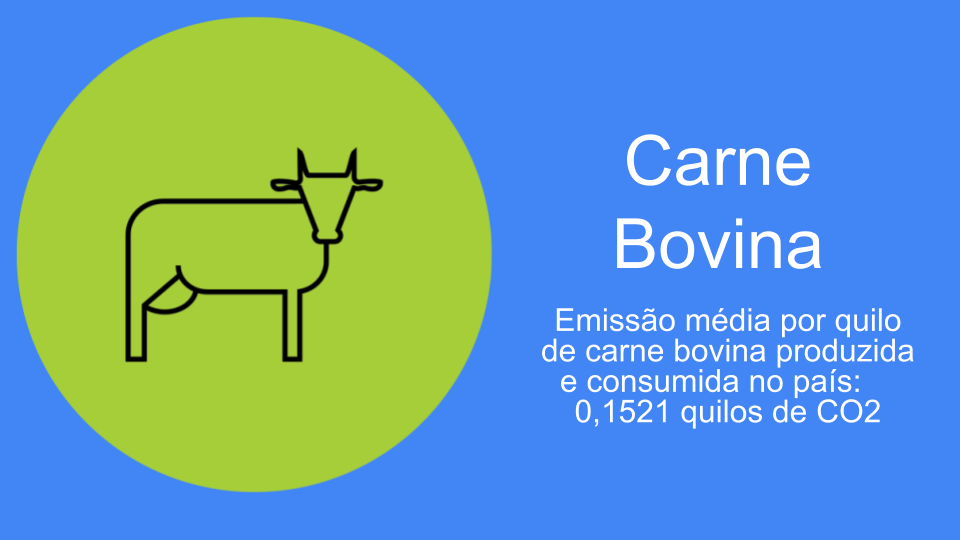 Carne
Bovina
Emissão média por quilo
de carne bovina produzida
e consumida no país:
0,1521 quilos de CO2